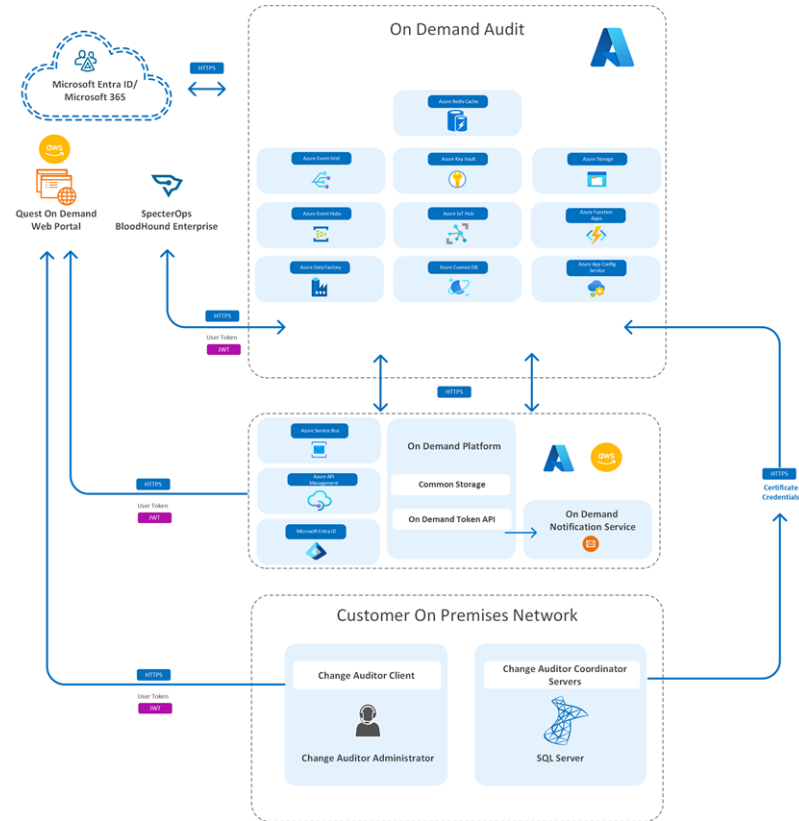 On Demand Audit
HTTPS
Microsoft Entra ID/
Microsoft 365
Azure Redis Cache
aws
Azure Event Grid
Azure Key Vault
Azure Storage
Quest On Demand
Web Portal
SpecterOps
BloodHound Enterprise
Azure Event Hubs
Azure IoT Hub
Azure Function
Apps
Azure Data Factory
Azure Cosmos DB
Azure App Config
Service
HTTPS
User Token
JWT
HTTPS
Azure Service Bus
On Demand Platform
aws
Azure API
Management
Common Storage
HTTPS
User Token
JWT
On Demand Token API
On Demand
Notification Service
Microsoft Entra ID
HTTPS
Certificate
Credentials
Customer On Premises Network
Change Auditor Client
Change Auditor Coordinator
Servers
HTTPS
User Token
JWT
Change Auditor Administrator
SQL Server